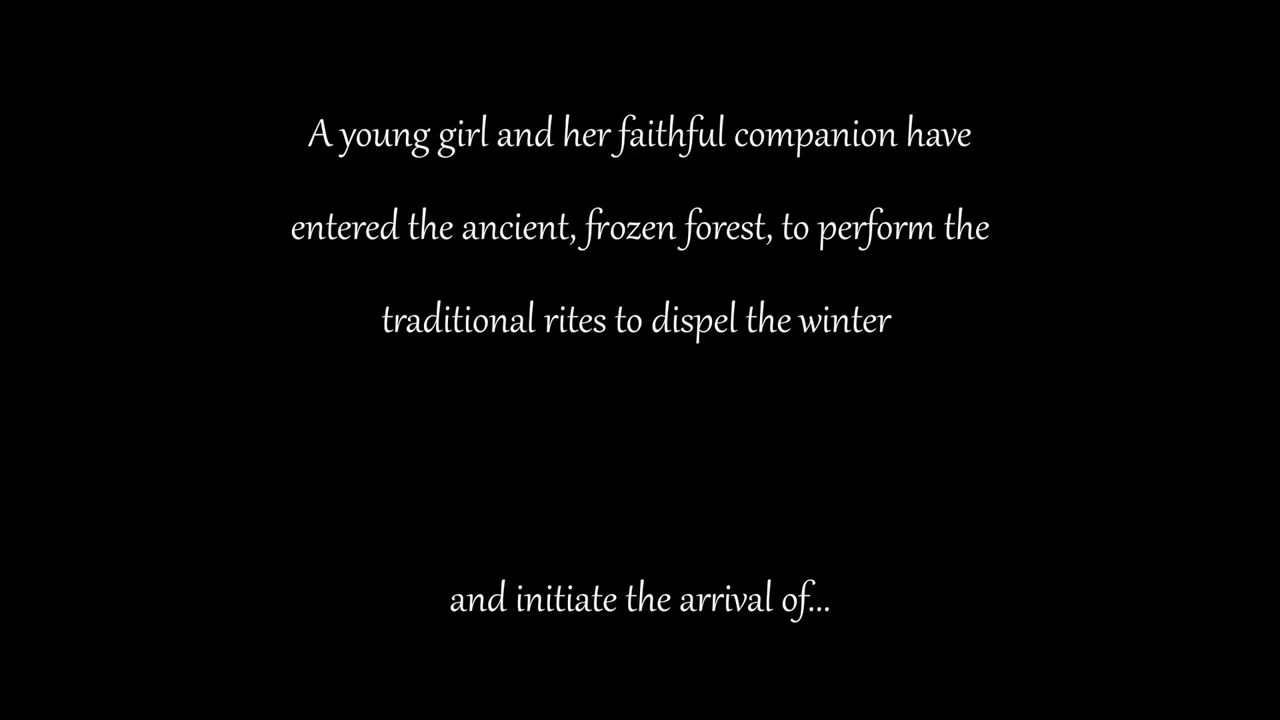 A young girl and her faithful companion have
entered the ancient, frozen forest, to perform the
traditional rites to dispel the winter
and initiate the arrival of...